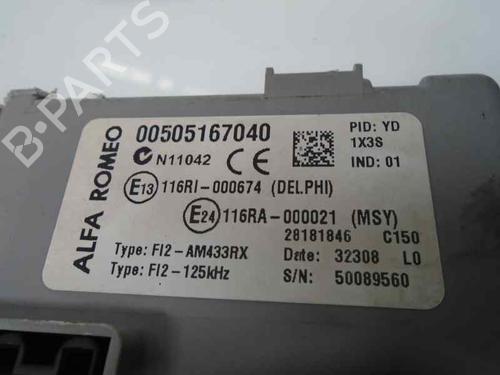 B-PARTS
ALFA ROMEO
00505167040
PID: YD
N11042 CE
1X3S
IND: 01
E13 116RI-000674 (DELPHI)
E24 116RA-000021 (MSY)
28181846 C150
Type: FI2-AM433RX
Date: 32308 L0
Type: FI2-125kHz
S/N: 50089560